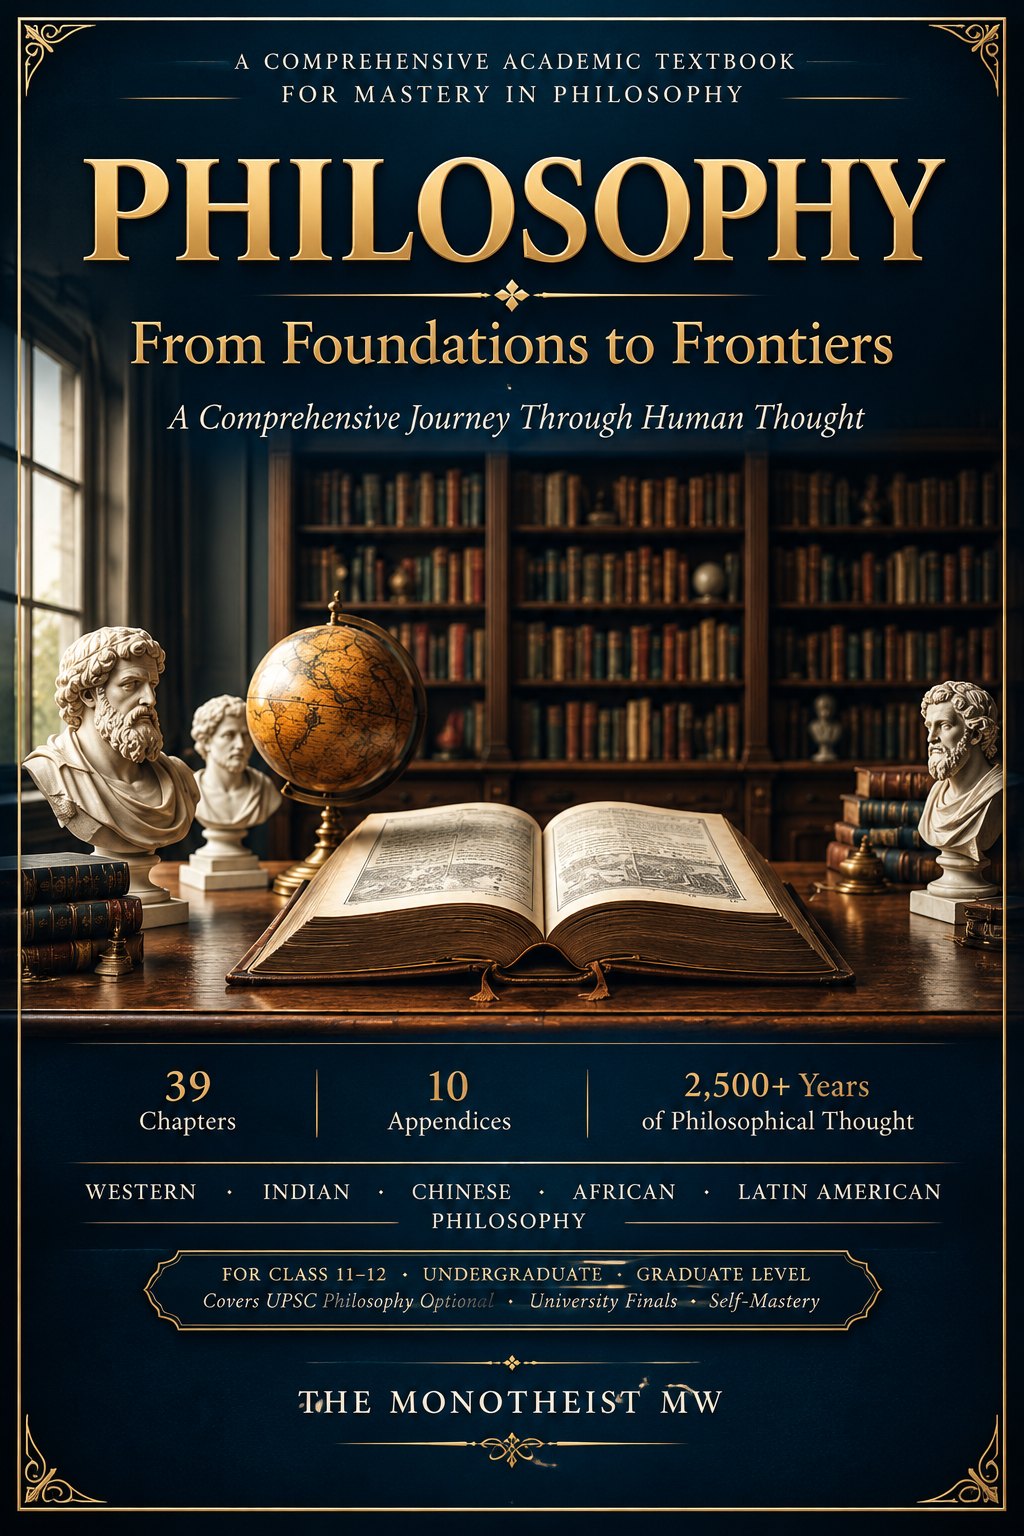 A COMPREHENSIVE ACADEMIC TEXTBOOK
FOR MASTERY IN PHILOSOPHY
PHILOSOPHY
From Foundations to Frontiers
A Comprehensive Journey Through Human Thought
39
Chapters
10
Appendices
2,500+ Years
of Philosophical Thought
WESTERN · INDIAN · CHINESE · AFRICAN · LATIN AMERICAN
PHILOSOPHY
FOR CLASS 11–12 · UNDERGRADUATE · GRADUATE LEVEL
Covers UPSC Philosophy Optional · University Finals · Self-Mastery
THE MONOTHEIST MW